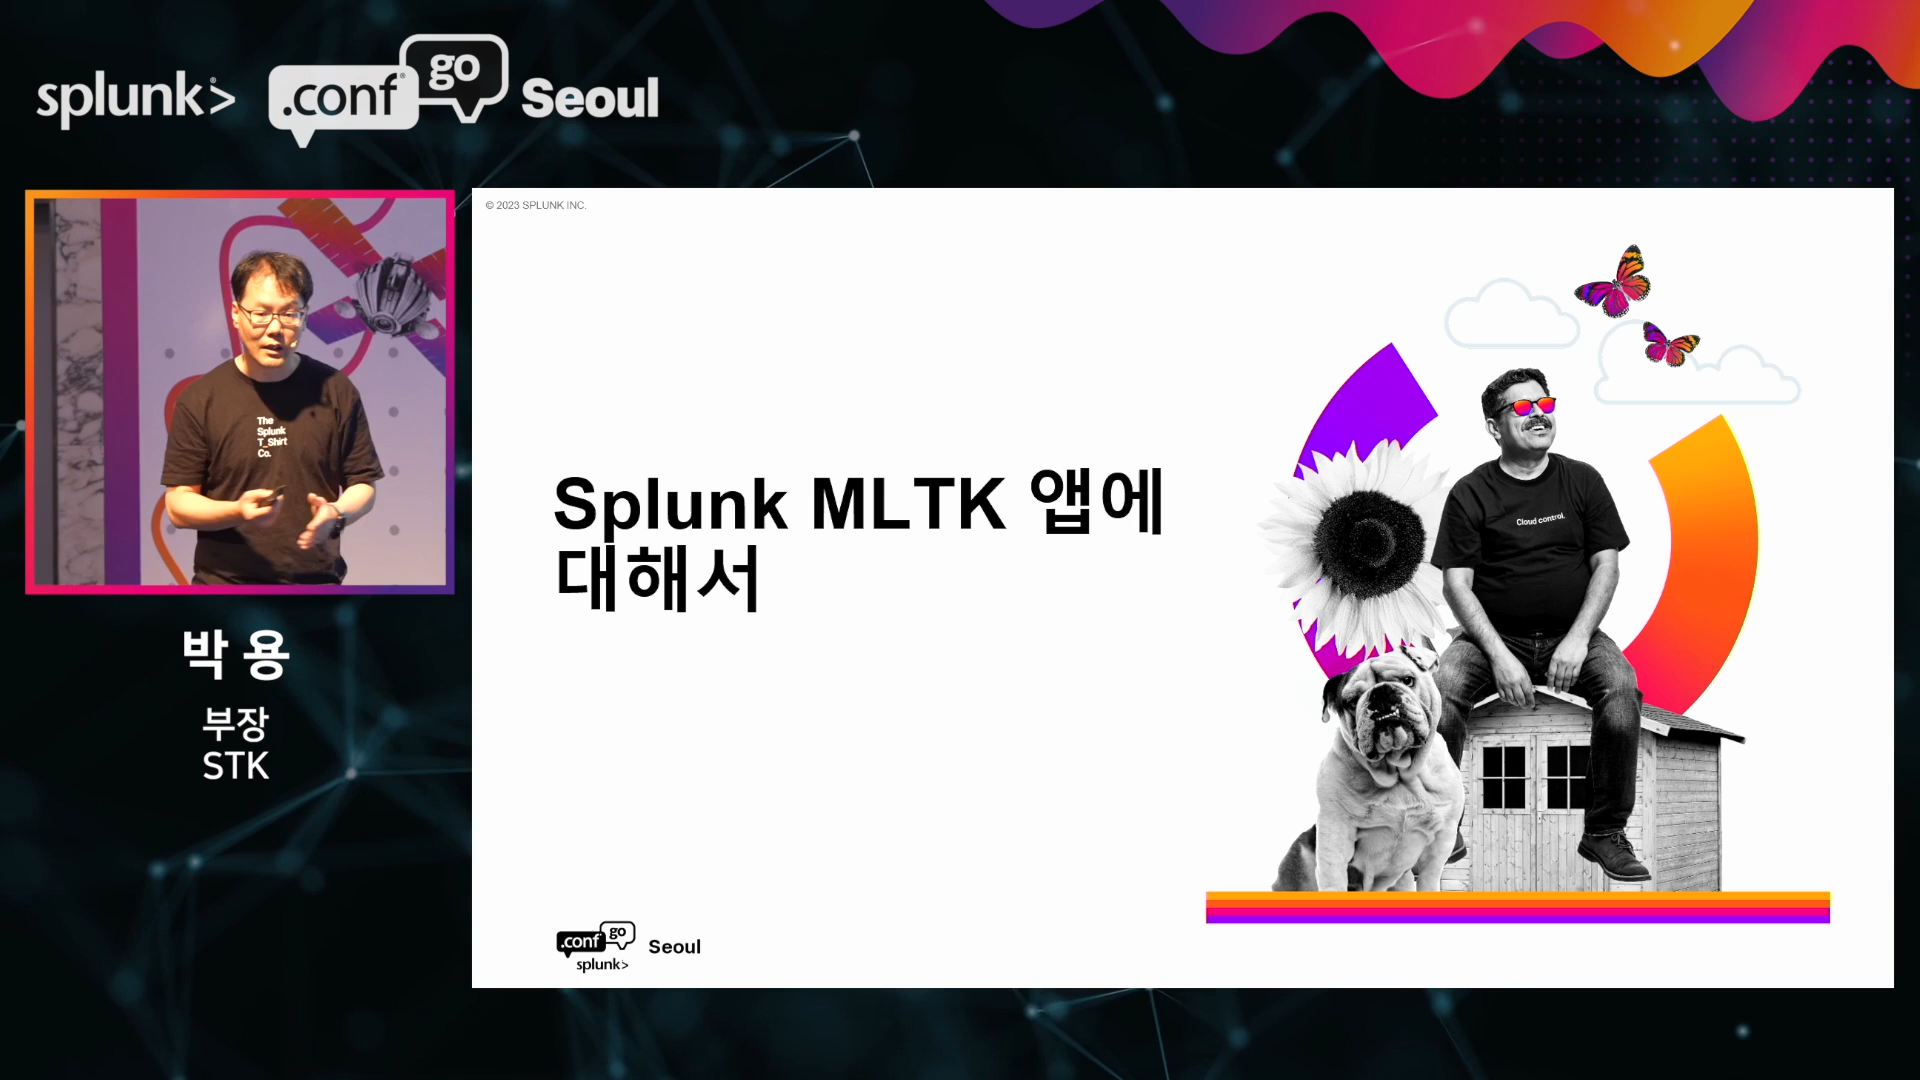 splunk>
.conf go Seoul
© 2023 SPLUNK INC.
The
Splunk
T_Shirt
Co.
Splunk MLTK 앱에
대해서
Cloud control.
박 용
부장
STK
.conf go
splunk>
Seoul